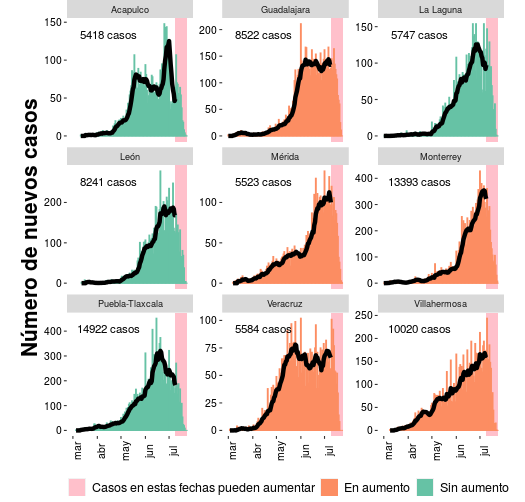 Acapulco
Guadalajara
La Laguna
5418 casos
8522 casos
5747 casos
150
100
50
0
200
150
100
50
0
150
100
50
0
León
Mérida
Monterrey
8241 casos
5523 casos
13393 casos
200
100
0
100
50
0
400
300
200
100
0
Puebla-Tlaxcala
Veracruz
Villahermosa
14922 casos
5584 casos
10020 casos
400
300
200
100
0
100
75
50
25
0
250
200
150
100
50
0
mar
abr
may
jun
jul
mar
abr
may
jun
jul
mar
abr
may
jun
jul
Número de nuevos casos
Casos en estas fechas pueden aumentar
En aumento
Sin aumento